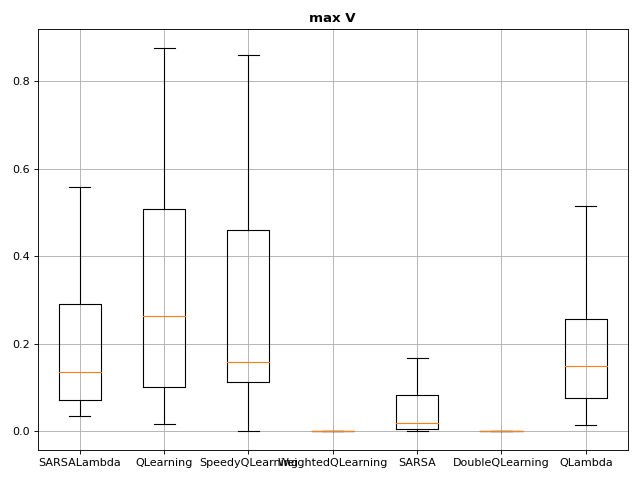 max V
0.8
0.6
0.4
0.2
0.0
SARSALambda QLearning SpeedyQLearning WeightedQLearning SARSA DoubleQLearning QLambda